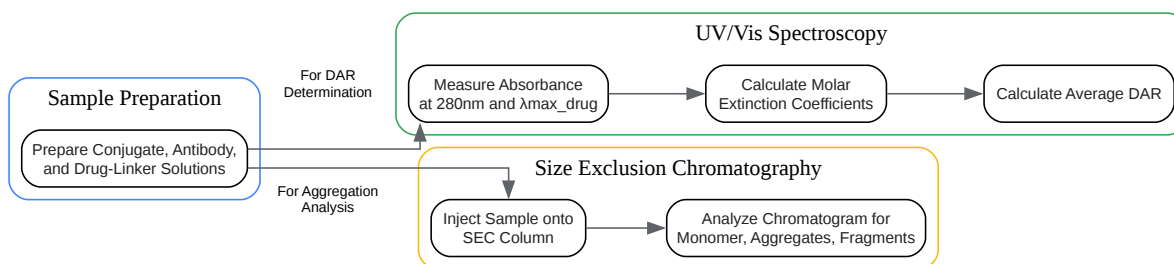 Sample Preparation
Prepare Conjugate, Antibody,
and Drug-Linker Solutions
For DAR
Determination
For Aggregation
Analysis
UV/Vis Spectroscopy
Measure Absorbance
at 280nm and λmax_drug
Calculate Molar
Extinction Coefficients
Calculate Average DAR
Size Exclusion Chromatography
Inject Sample onto
SEC Column
Analyze Chromatogram for
Monomer, Aggregates, Fragments